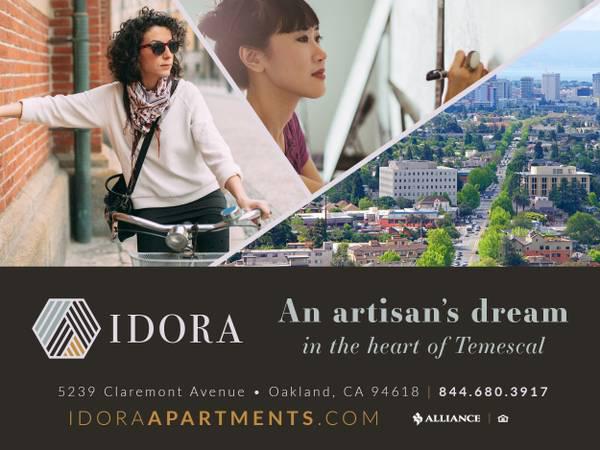 IDORA
An artisan's dream
in the heart of Temescal
5239 Claremont Avenue • Oakland, CA 94618 | 844.680.3917
IDORAAPARTMENTS.COM
ALLIANCE